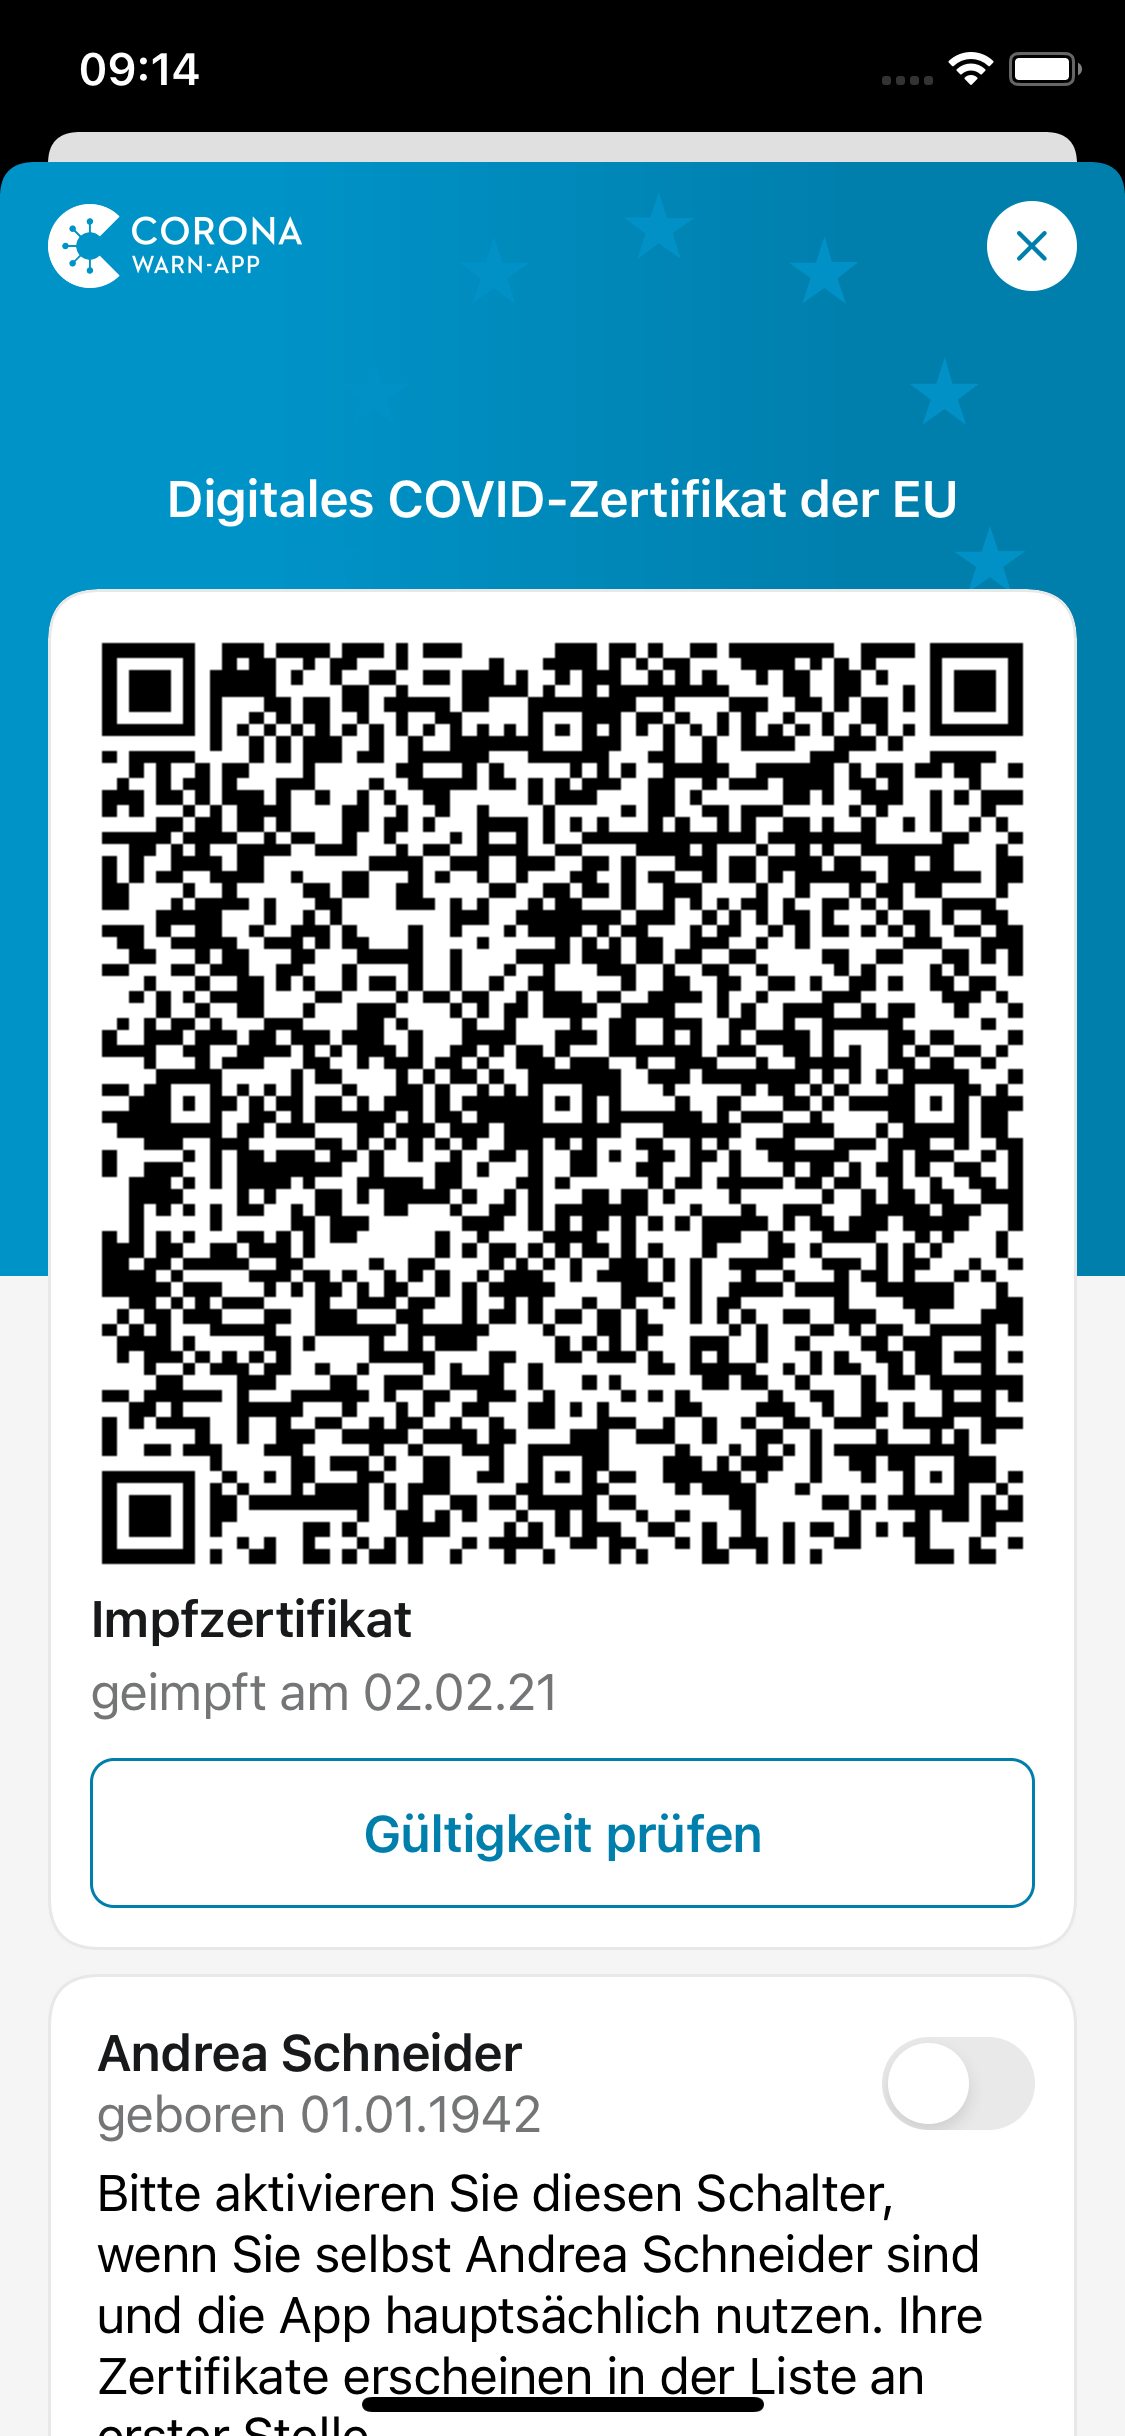 09:14
CORONA
WARN-APP
Digitales COVID-Zertifikat der EU
Impfzertifikat
geimpft am 02.02.21
Gültigkeit prüfen
Andrea Schneider
geboren 01.01.1942
Bitte aktivieren Sie diesen Schalter,
wenn Sie selbst Andrea Schneider sind
und die App hauptsächlich nutzen. Ihre
Zertifikate erscheinen in der Liste an
erster Stelle